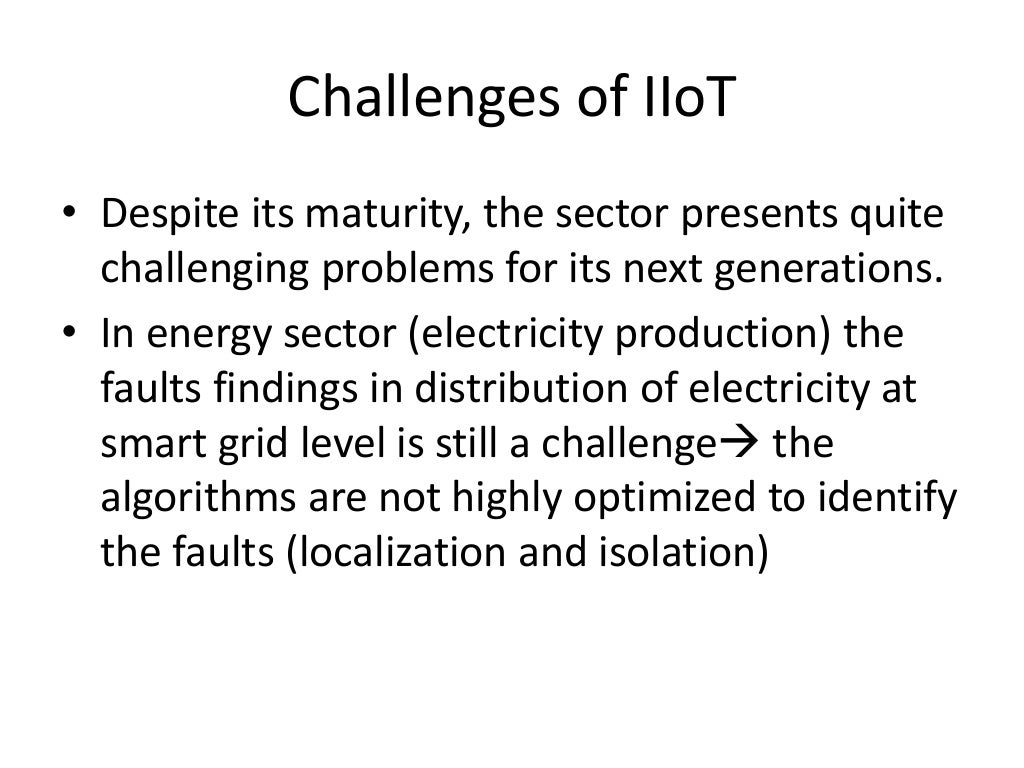 Challenges of IIoT
• Despite its maturity, the sector presents quite
challenging problems for its next generations.
• In energy sector (electricity production) the
faults findings in distribution of electricity at
smart grid level is still a challenge→ the
algorithms are not highly optimized to identify
the faults (localization and isolation)